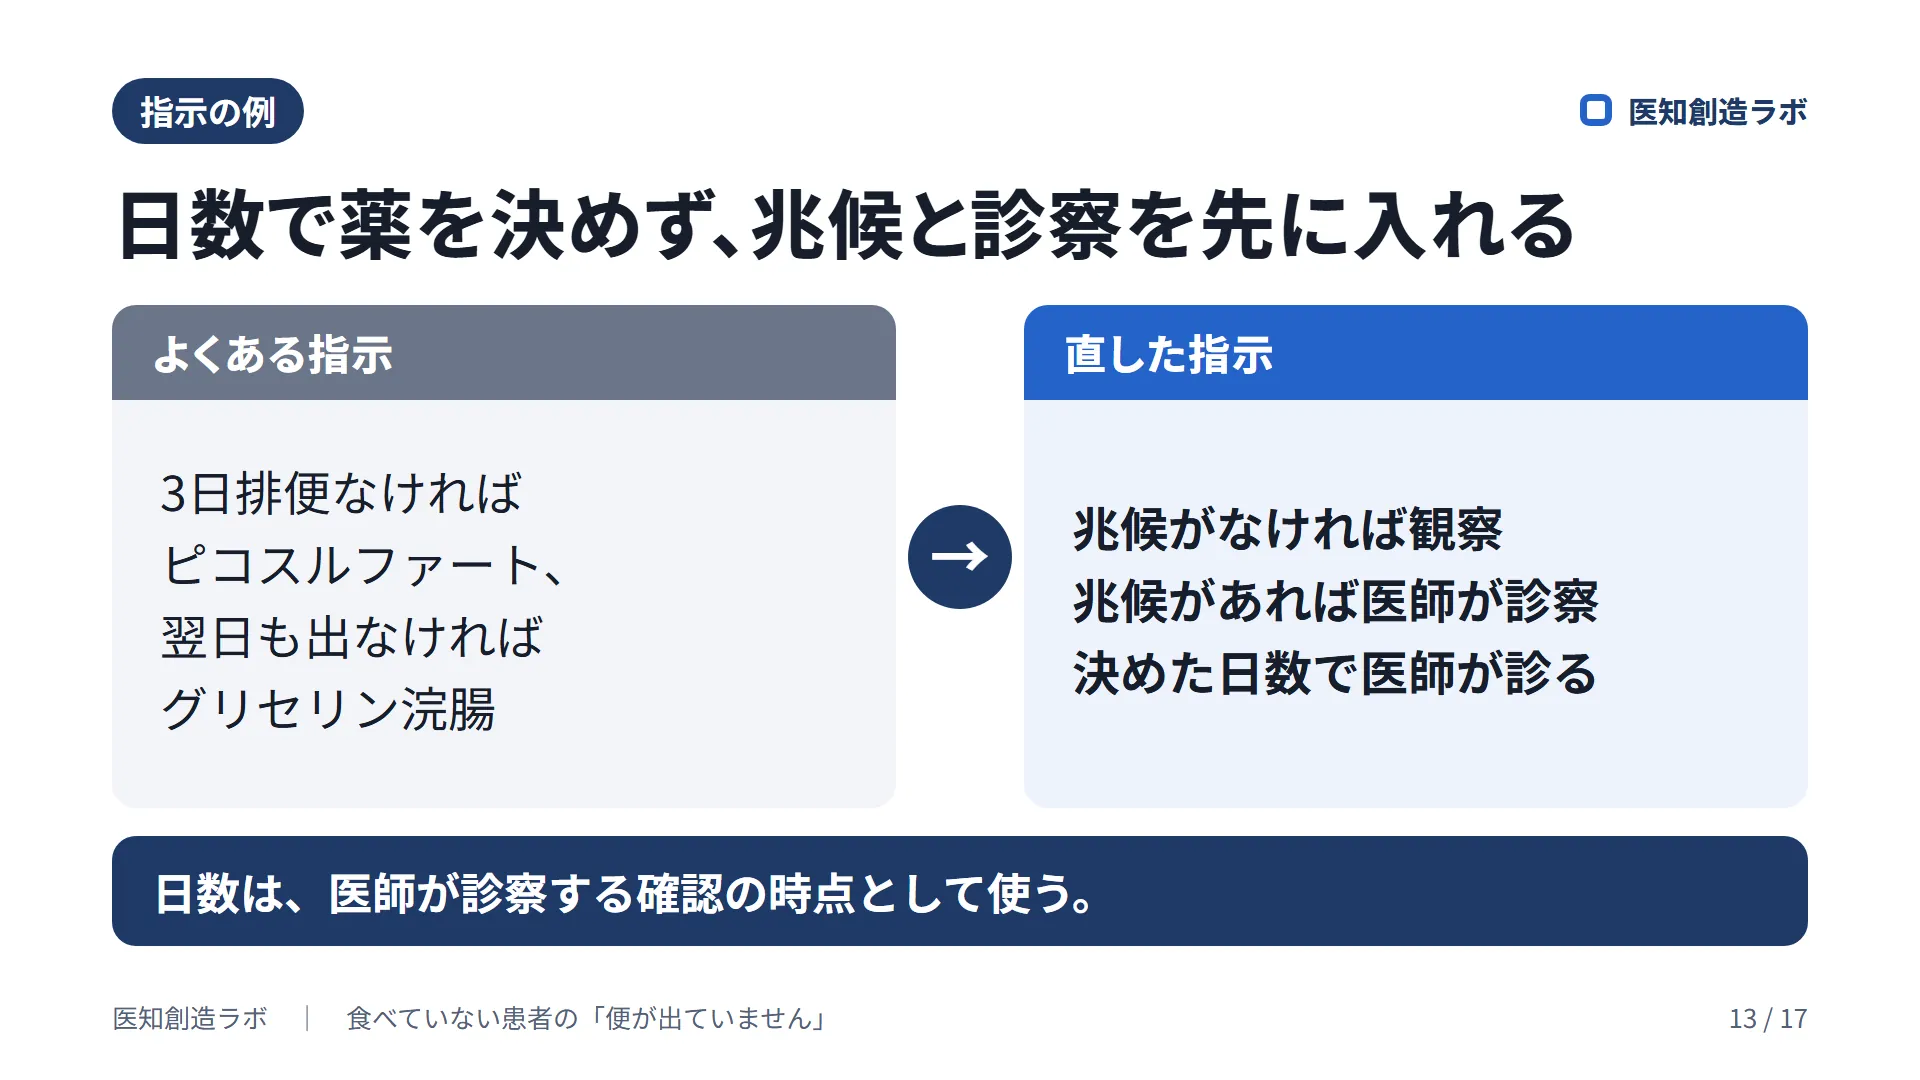 指示の例
医知創造ラボ
日数で薬を決めず、兆候と診察を先に入れる
よくある指示
3日排便なければ
ピコスルファート、
翌日も出なければ
グリセリン浣腸
→
直した指示
兆候がなければ観察
兆候があれば医師が診察
決めた日数で医師が診る
日数は、医師が診察する確認の時点として使う。
医知創造ラボ ｜ 食べていない患者の「便が出ていません」
13 / 17